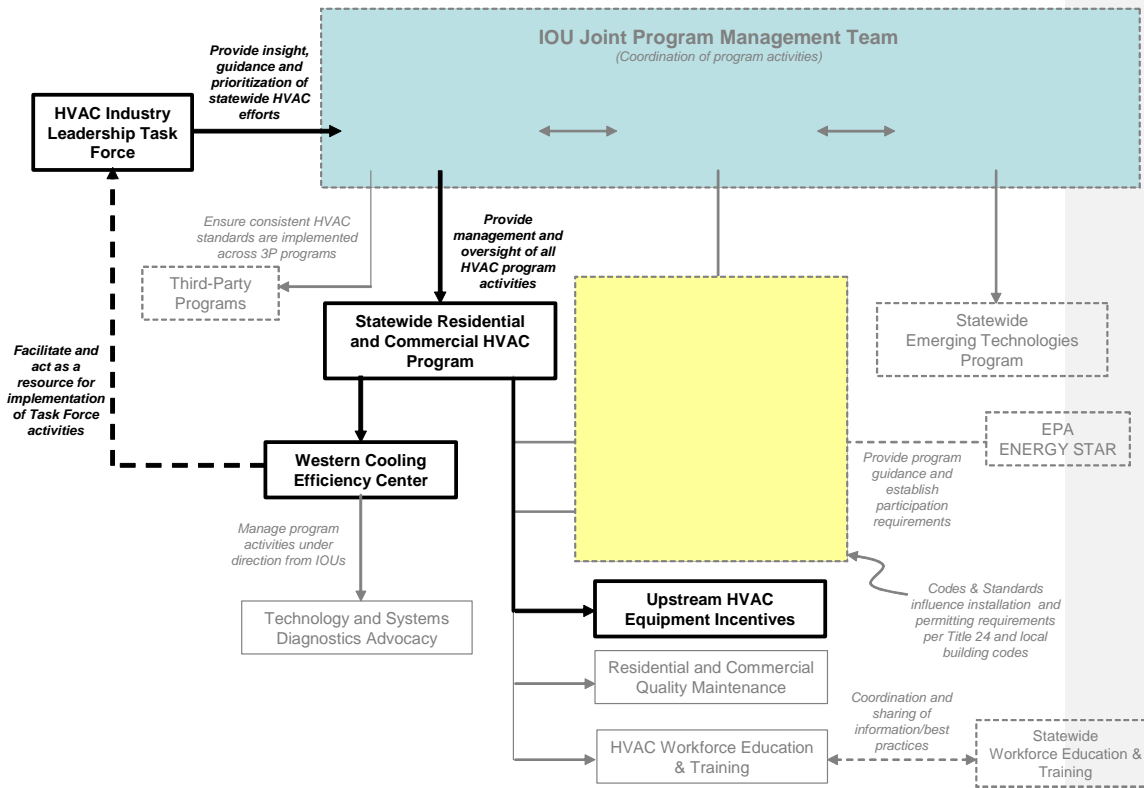 IOU Joint Program Management Team
(Coordination of program activities)
Provide insight,
guidance and
prioritization of
statewide HVAC
efforts
HVAC Industry
Leadership Task
Force
Ensure consistent HVAC
standards are implemented
across 3P programs
Provide
management and
oversight of all
HVAC program
activities
Third-Party
Programs
Statewide Residential
and Commercial HVAC
Program
Statewide
Emerging Technologies
Program
Facilitate and
act as a
resource for
implementation
of Task Force
activities
Western Cooling
Efficiency Center
EPA
ENERGY STAR
Provide program
guidance and
establish
participation
requirements
Manage program
activities under
direction from IOUs
Technology and Systems
Diagnostics Advocacy
Upstream HVAC
Equipment Incentives
Codes & Standards
influence installation and
permitting requirements
per Title 24 and local
building codes
Residential and Commercial
Quality Maintenance
Coordination and
sharing of
information/best
practices
HVAC Workforce Education
& Training
Statewide
Workforce Education &
Training